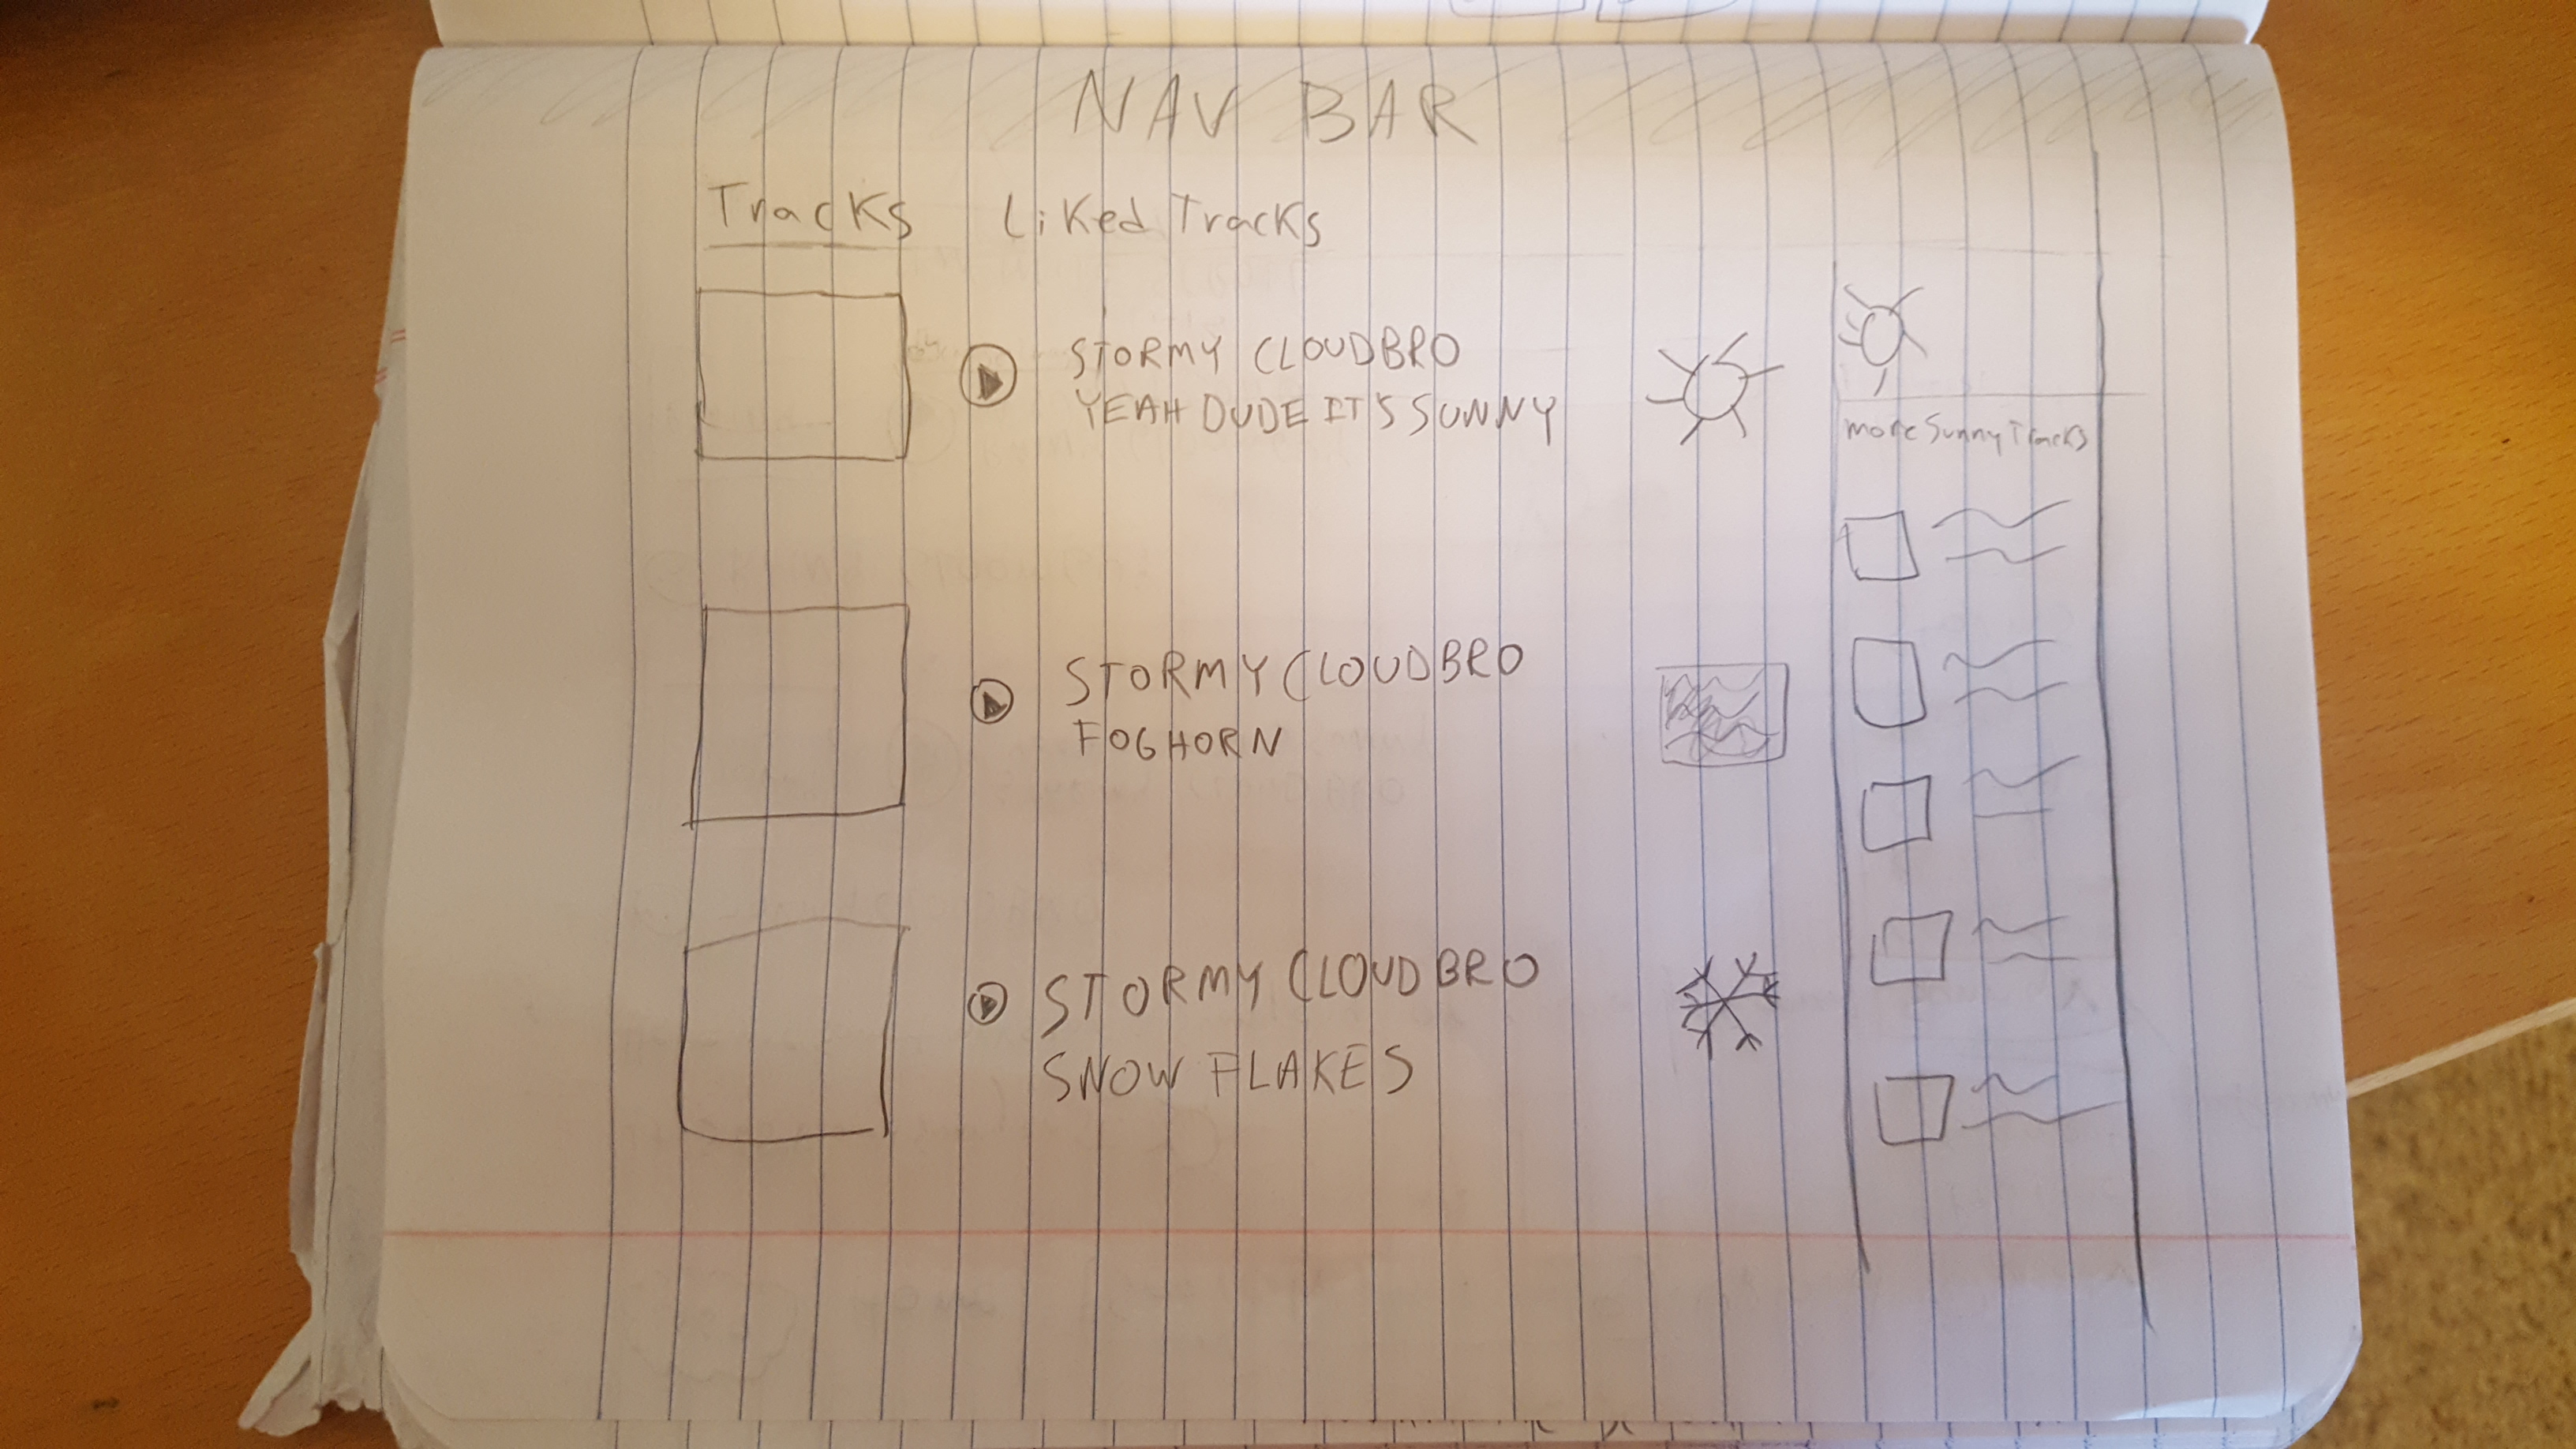 NAV BAR
Tracks Liked Tracks
STORMY CLOUDBRO
YEAH DUDE IT'S SUNNY
more Sunny Tracks
STORMY CLOUDBRO
FOGHORN
STORMY CLOUDBRO
SNOW FLAKES